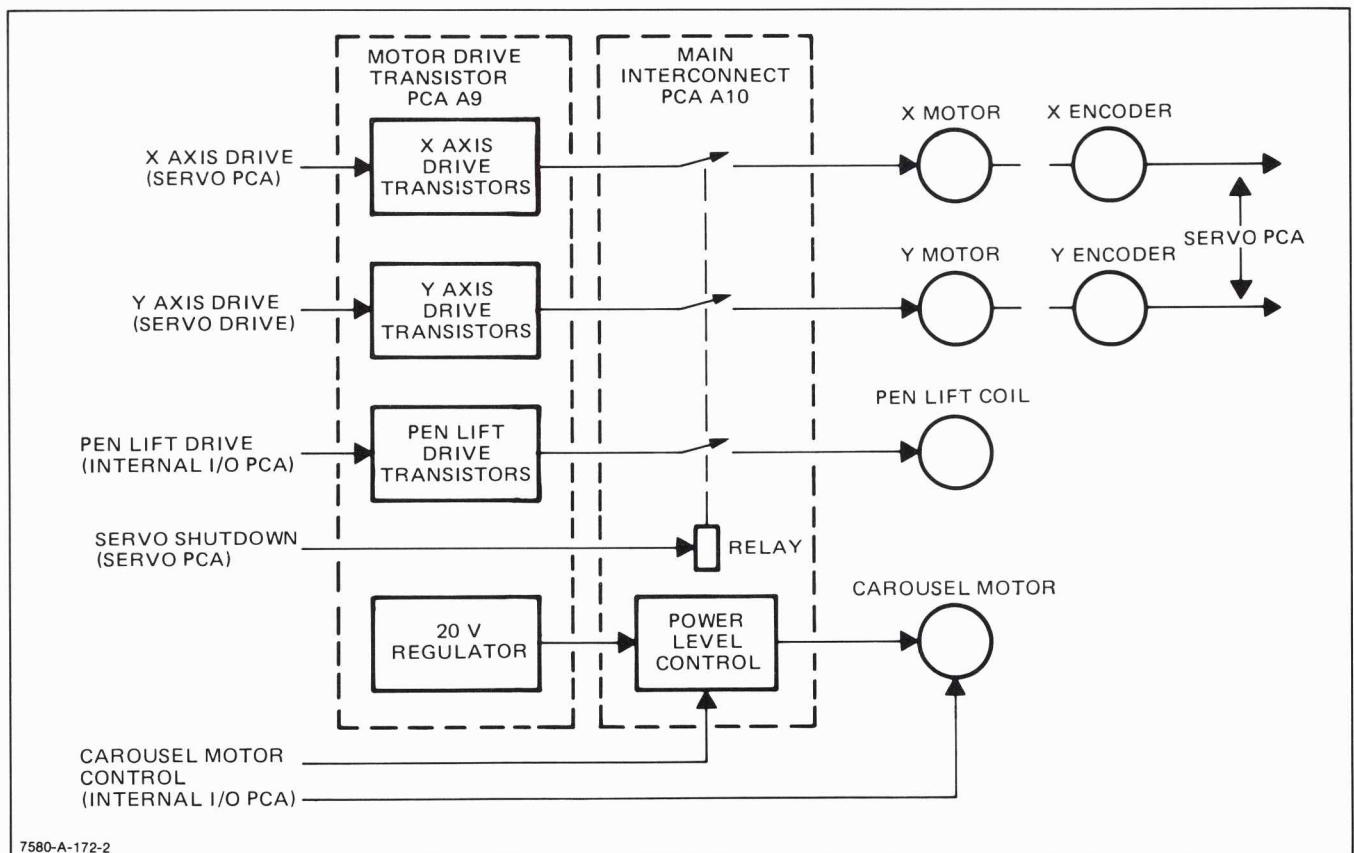 MOTOR DRIVE
TRANSISTOR
PCA A9
MAIN
INTERCONNECT
PCA A10
X MOTOR
X ENCODER
X AXIS DRIVE
(SERVO PCA)
X AXIS
DRIVE
TRANSISTORS
SERVO PCA
Y MOTOR
Y ENCODER
Y AXIS DRIVE
(SERVO DRIVE)
Y AXIS
DRIVE
TRANSISTORS
PEN LIFT COIL
PEN LIFT DRIVE
(INTERNAL I/O PCA)
PEN LIFT
DRIVE
TRANSISTORS
SERVO SHUTDOWN
(SERVO PCA)
RELAY
CAROUSEL MOTOR
20 V
REGULATOR
POWER
LEVEL
CONTROL
CAROUSEL MOTOR
CONTROL
(INTERNAL I/O PCA)
7580-A-172-2